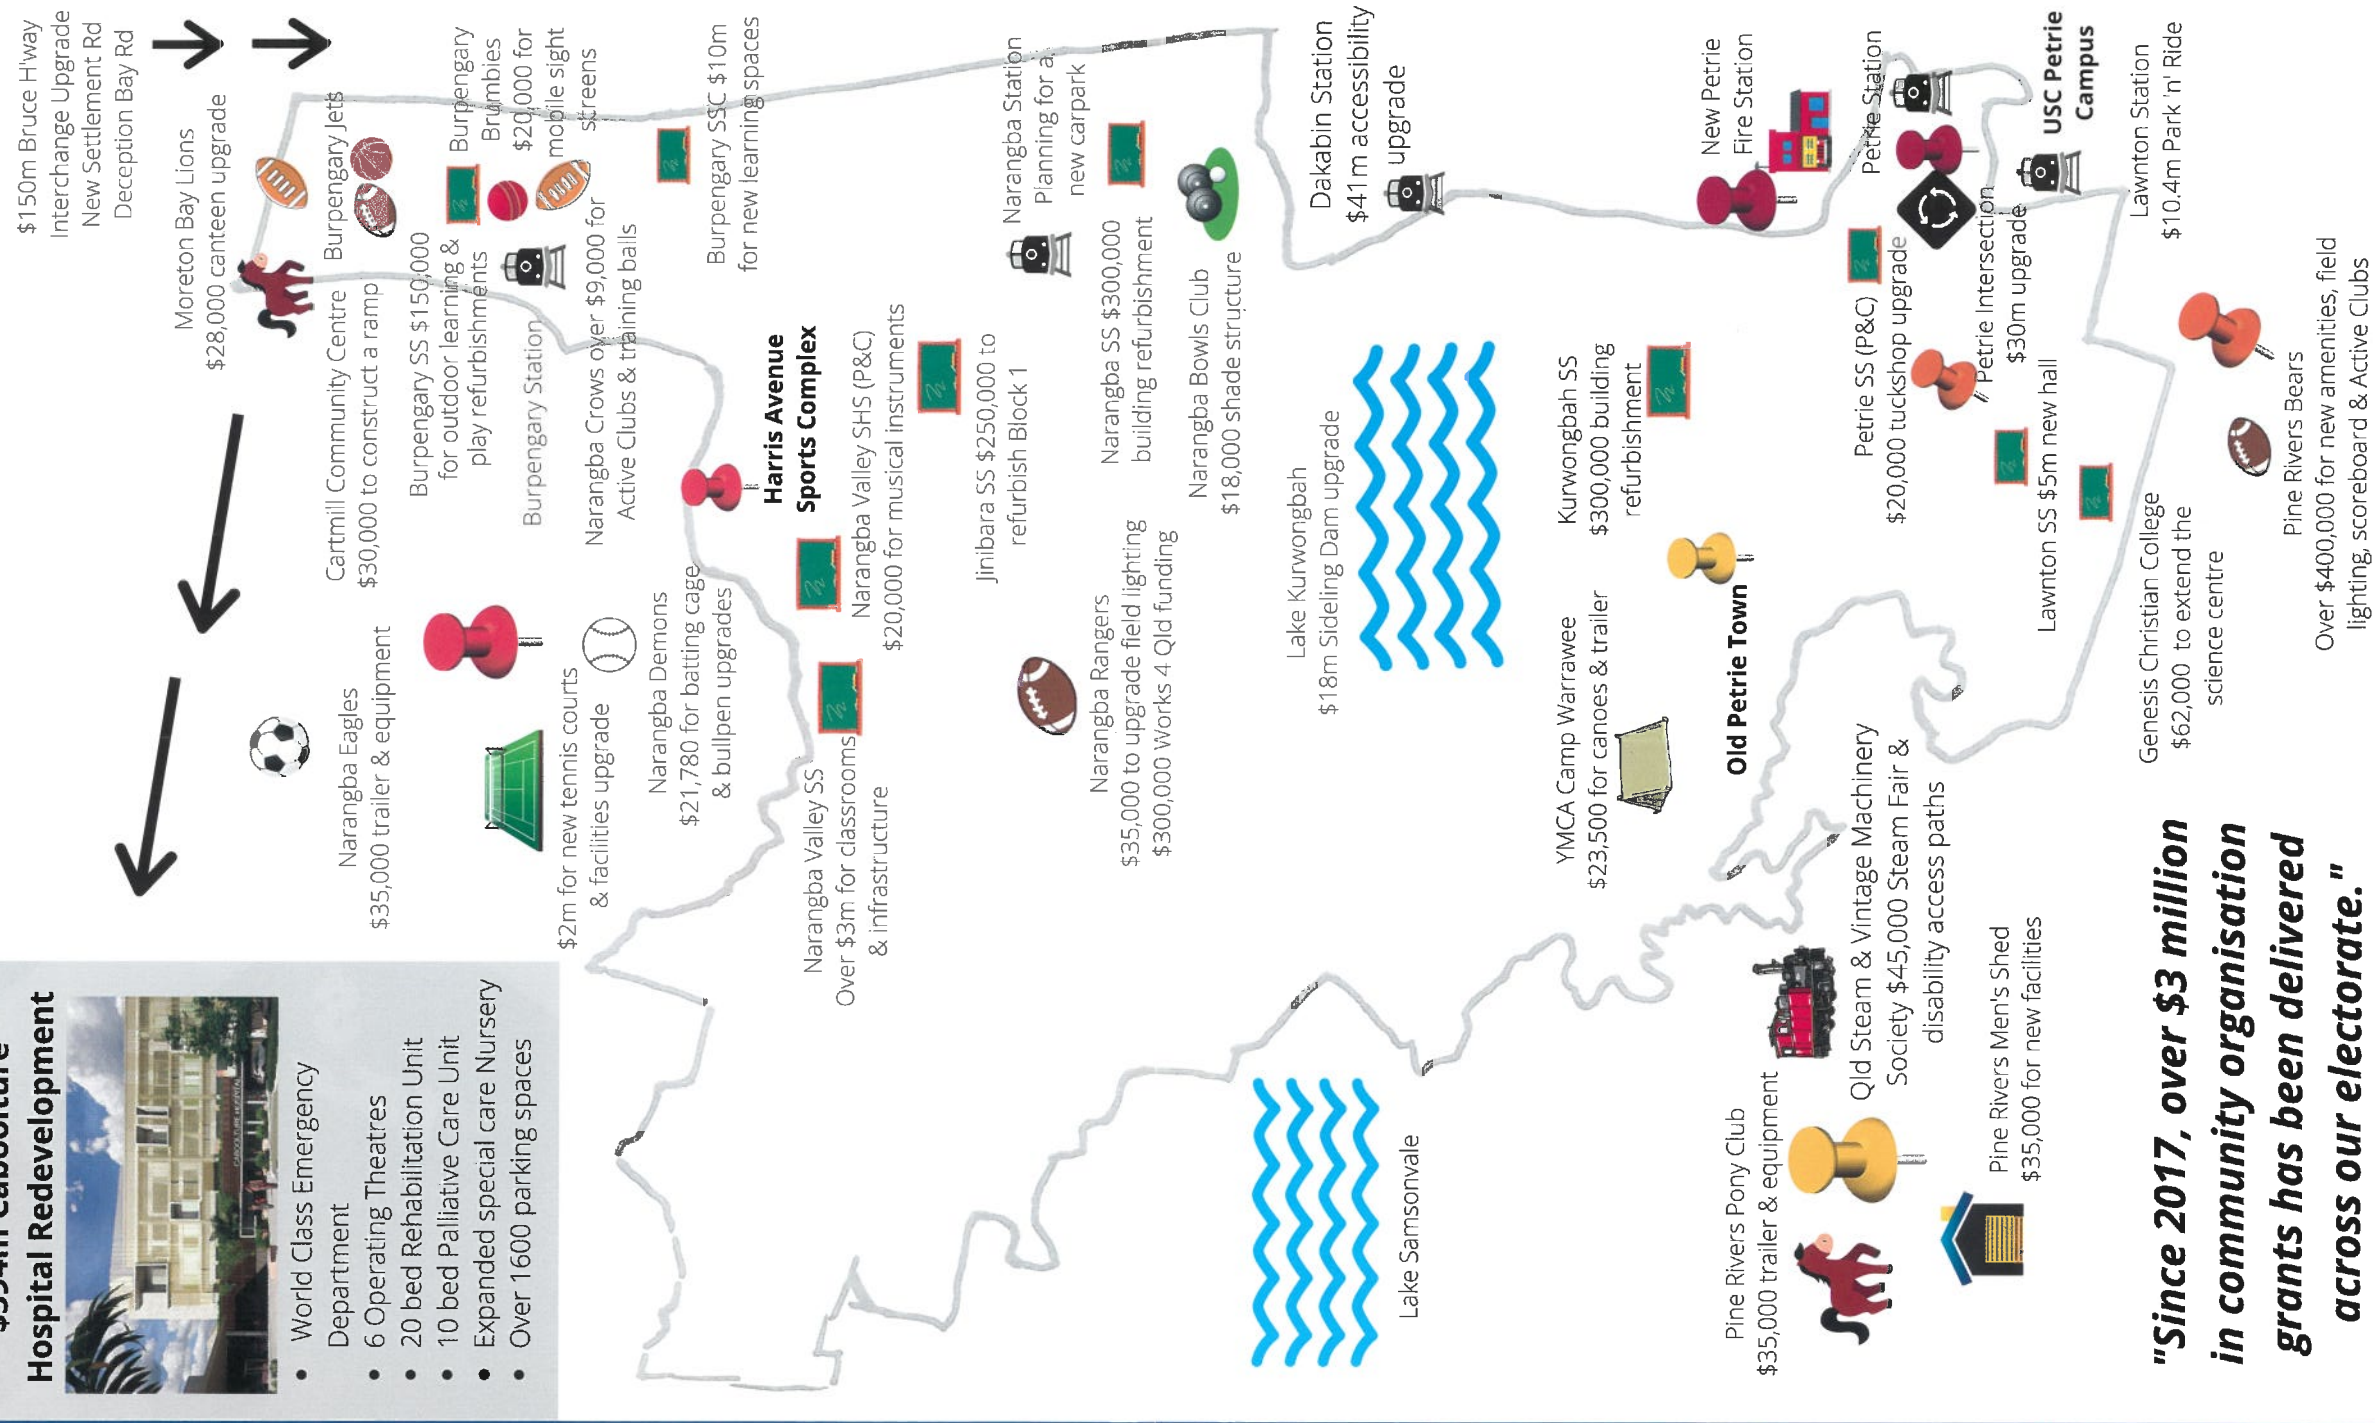 Hospital Redevelopment
• World Class Emergency
Department
• 6 Operating Theatres
• 20 bed Rehabilitation Unit
• 10 bed Palliative Care Unit
• Expanded special care Nursery
• Over 1600 parking spaces
$150m Bruce H'way
Interchange Upgrade
New Settlement Rd
Deception Bay Rd
Moreton Bay Lions
$28,000 canteen upgrade
Burpengary Jets
Cartmill Community Centre
$30,000 to construct a ramp
Narangba Eagles
$35,000 trailer & equipment
Burpengary
Brumbies
$20,000 for
mobile sight
screens
Burpengary SS $150,000
for outdoor learning &
play refurbishments
Burpengary Station
$2m for new tennis courts
& facilities upgrade
Narangba Crows over $9,000 for
Active Clubs & training balls
Narangba Demons
$21,780 for batting cage
& bullpen upgrades
Burpengary SSC $10m
for new learning spaces
Harris Avenue
Sports Complex
Narangba Valley SS
Over $3m for classrooms
& infrastructure
Narangba Valley SHS (P&C)
$20,000 for musical instruments
Jinibara SS $250,000 to
refurbish Block 1
Narangba Station
Planning for a
new carpark
Narangba Rangers
$35,000 to upgrade field lighting
$300,000 Works 4 Qld funding
Narangba SS $300,000
building refurbishment
Narangba Bowls Club
$18,000 shade structure
Lake Kurwongbah
$18m Sideling Dam upgrade
Dakabin Station
$41m accessibility
upgrade
Lake Samsonvale
YMCA Camp Warrawee
$23,500 for canoes & trailer
Kurwongbah SS
$300,000 building
refurbishment
New Petrie
Fire Station
Old Petrie Town
Pine Rivers Pony Club
$35,000 trailer & equipment
Qld Steam & Vintage Machinery
Society $45,000 Steam Fair &
disability access paths
Petrie SS (P&C)
$20,000 tuckshop upgrade
Petrie Station
Petrie Intersection
$30m upgrade
Pine Rivers Men's Shed
$35,000 for new facilities
Lawnton SS $5m new hall
USC Petrie
Campus
Lawnton Station
$10.4m Park 'n' Ride
Genesis Christian College
$62,000 to extend the
science centre
Pine Rivers Bears
Over $400,000 for new amenities, field
lighting, scoreboard & Active Clubs
"Since 2017, over $3 million
in community organisation
grants has been delivered
across our electorate."